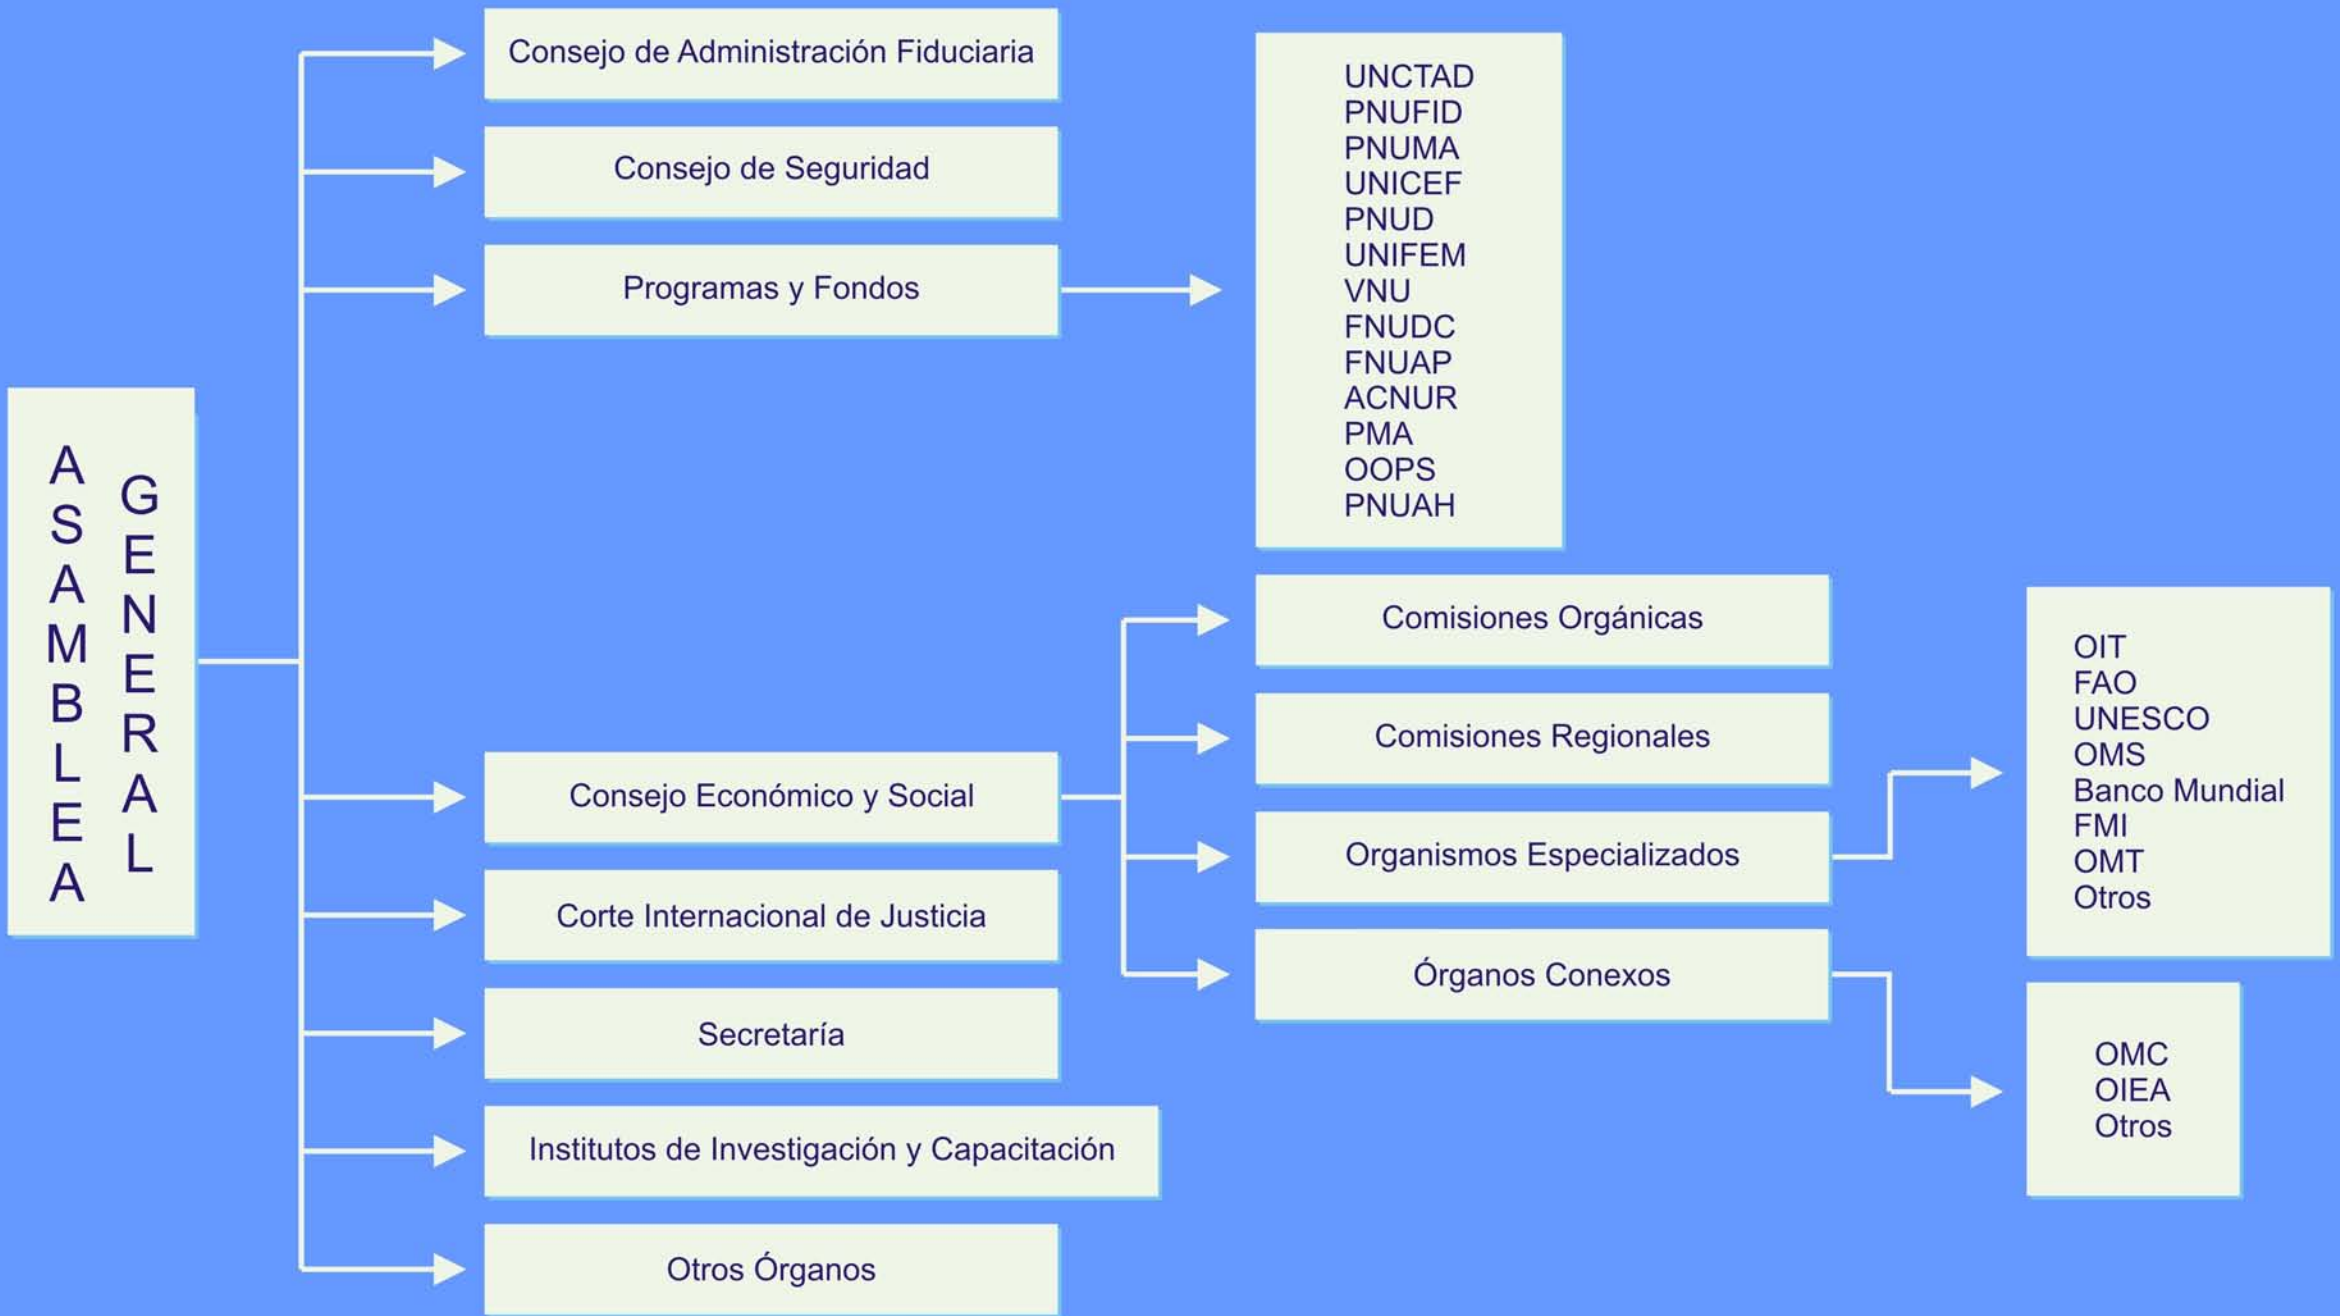 ASAMBLEA
GENERAL
Consejo de Administración Fiduciaria
Consejo de Seguridad
Programas y Fondos
UNCTAD
PNUFID
PNUMA
UNICEF
PNUD
UNIFEM
VNU
FNUDC
FNUAP
ACNUR
PMA
OOPS
PNUAH
Consejo Económico y Social
Comisiones Orgánicas
Comisiones Regionales
Organismos Especializados
Órganos Conexos
OIT
FAO
UNESCO
OMS
Banco Mundial
FMI
OMT
Otros
OMC
OIEA
Otros
Corte Internacional de Justicia
Secretaría
Institutos de Investigación y Capacitación
Otros Órganos